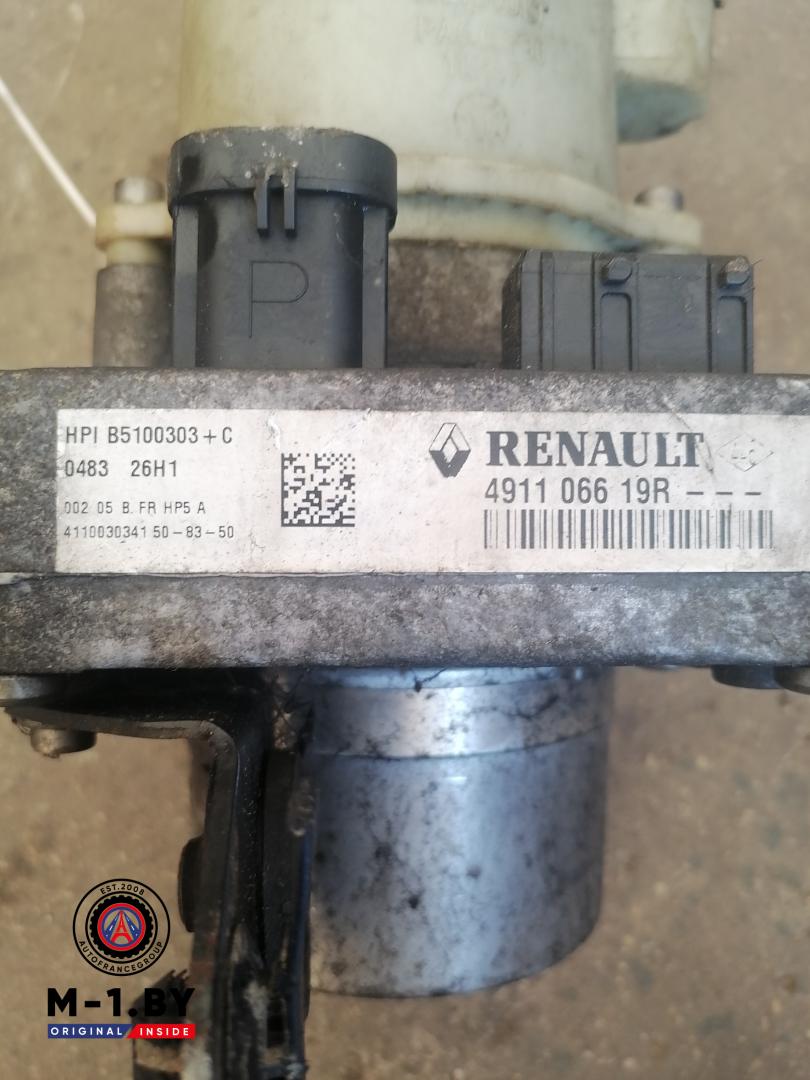 P
HPI B5100303+C
0483 26H1
002 05 B. FR HP5 A
4110030341 50-83-50
RENAULT
4911 066 19R ---
EST.2008
AUTOFRANCEGROUP
M-1.BY
ORIGINAL INSIDE